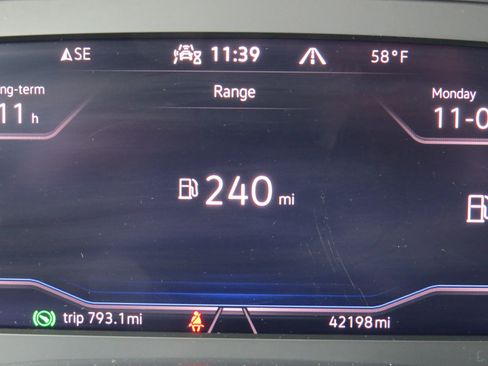 SE 11:39 58°F
ng-term
11 h
Range
Monday
11-0
240 mi
trip 793.1mi 42198mi